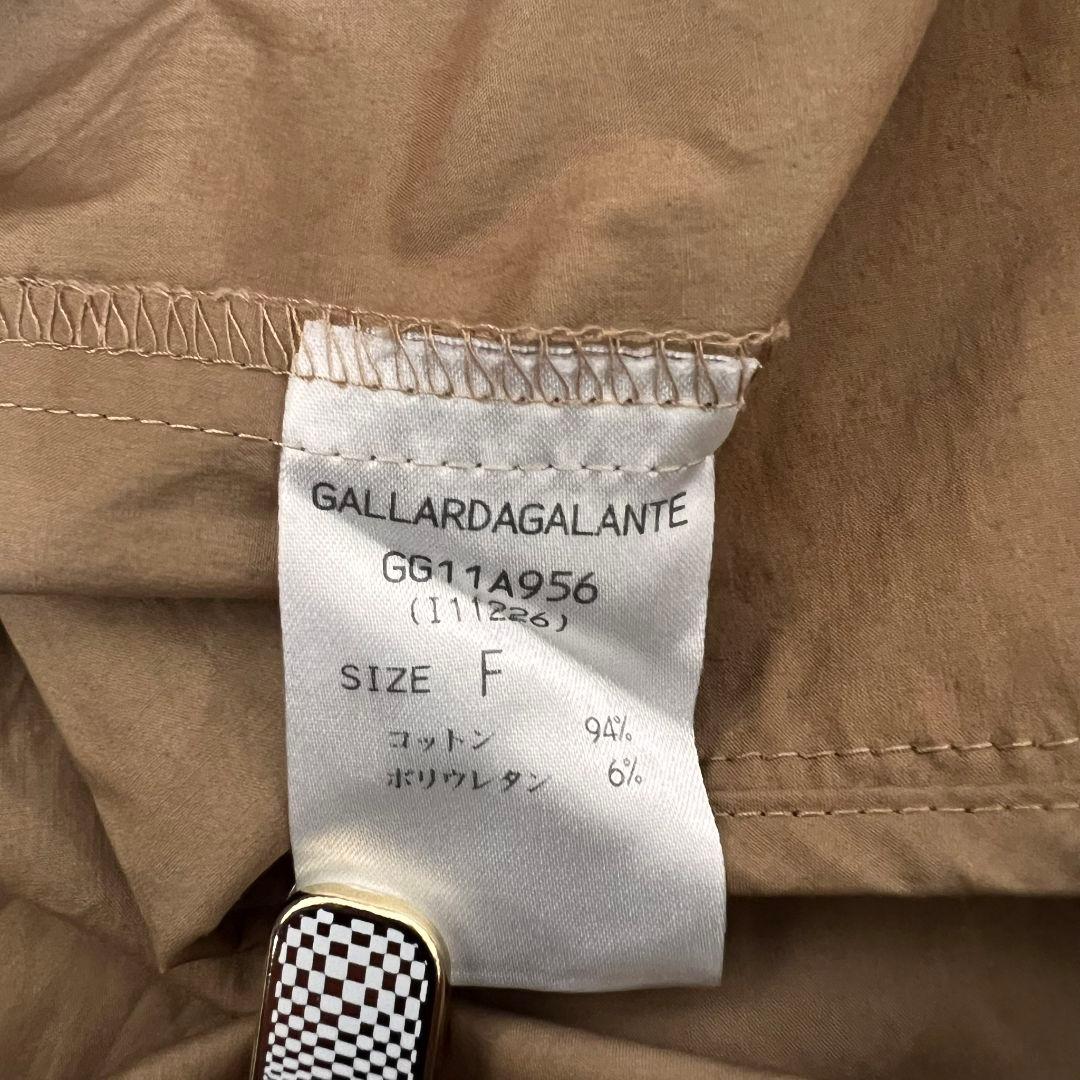 GALLARDAGALANTE
GG11A956
(I11226)
SIZE F
コットン 94%
ポリウレタン 6%